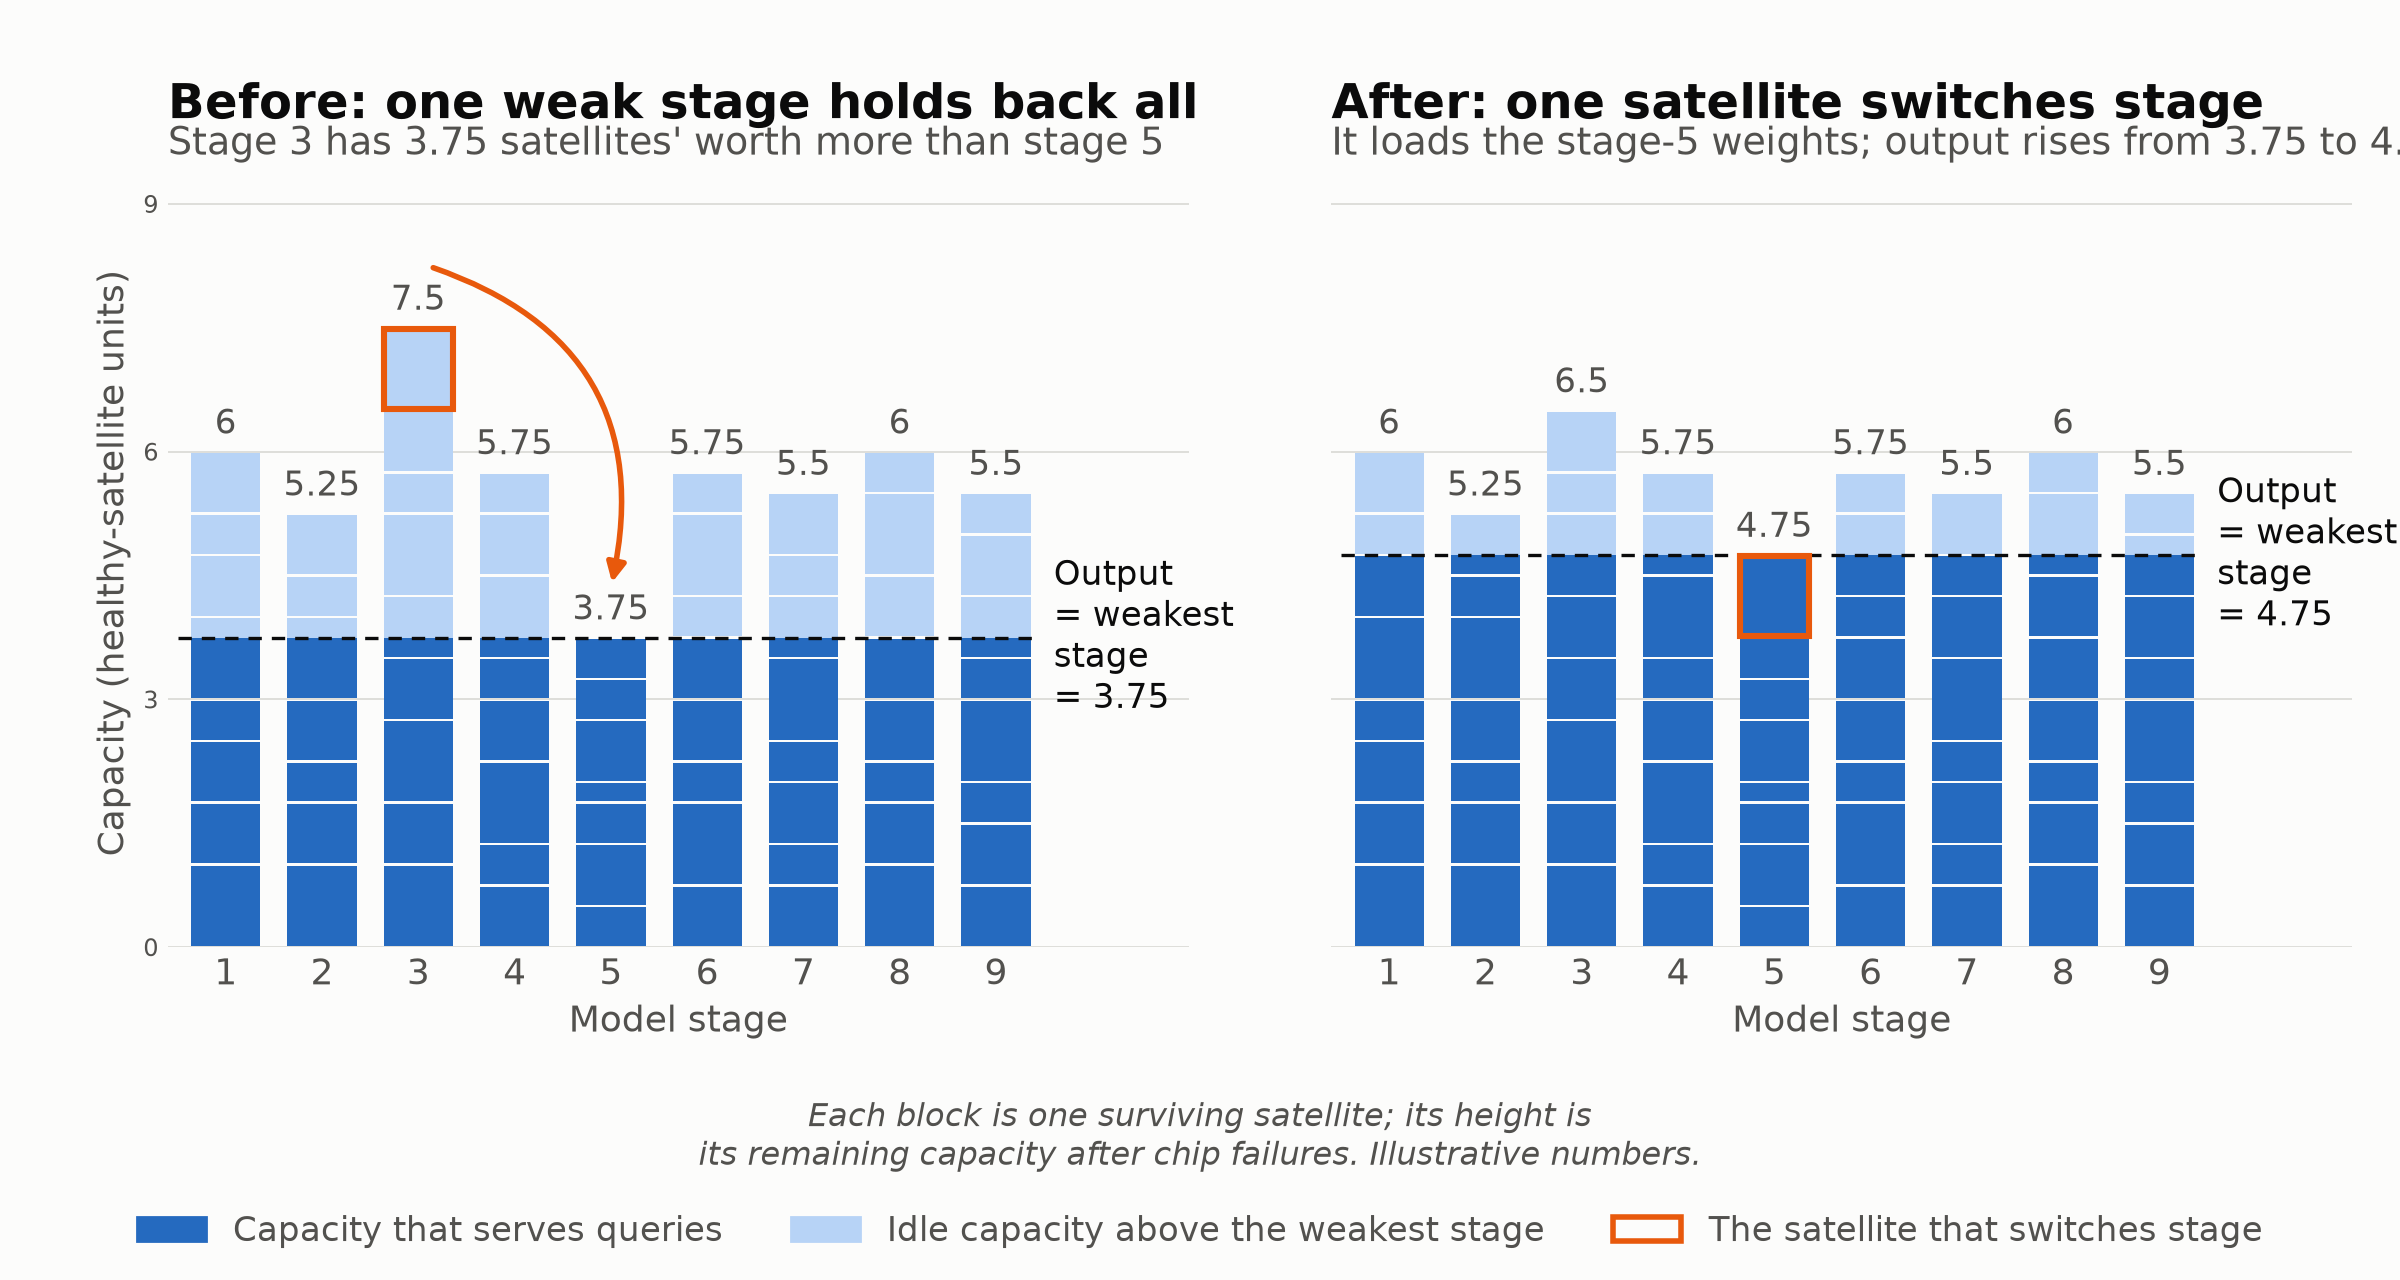 Before: one weak stage holds back all
Stage 3 has 3.75 satellites' worth more than stage 5
Capacity (healthy-satellite units)
9
6
3
0
7.5
6
5.25
5.75
3.75
5.75
5.5
6
5.5
Output
= weakest
stage
= 3.75
1 2 3 4 5 6 7 8 9
Model stage
After: one satellite switches stage
It loads the stage-5 weights; output rises from 3.75 to 4.
6
5.25
6.5
5.75
4.75
5.75
5.5
6
5.5
Output
= weakest
stage
= 4.75
1 2 3 4 5 6 7 8 9
Model stage
Each block is one surviving satellite; its height is
its remaining capacity after chip failures. Illustrative numbers.
Capacity that serves queries
Idle capacity above the weakest stage
The satellite that switches stage